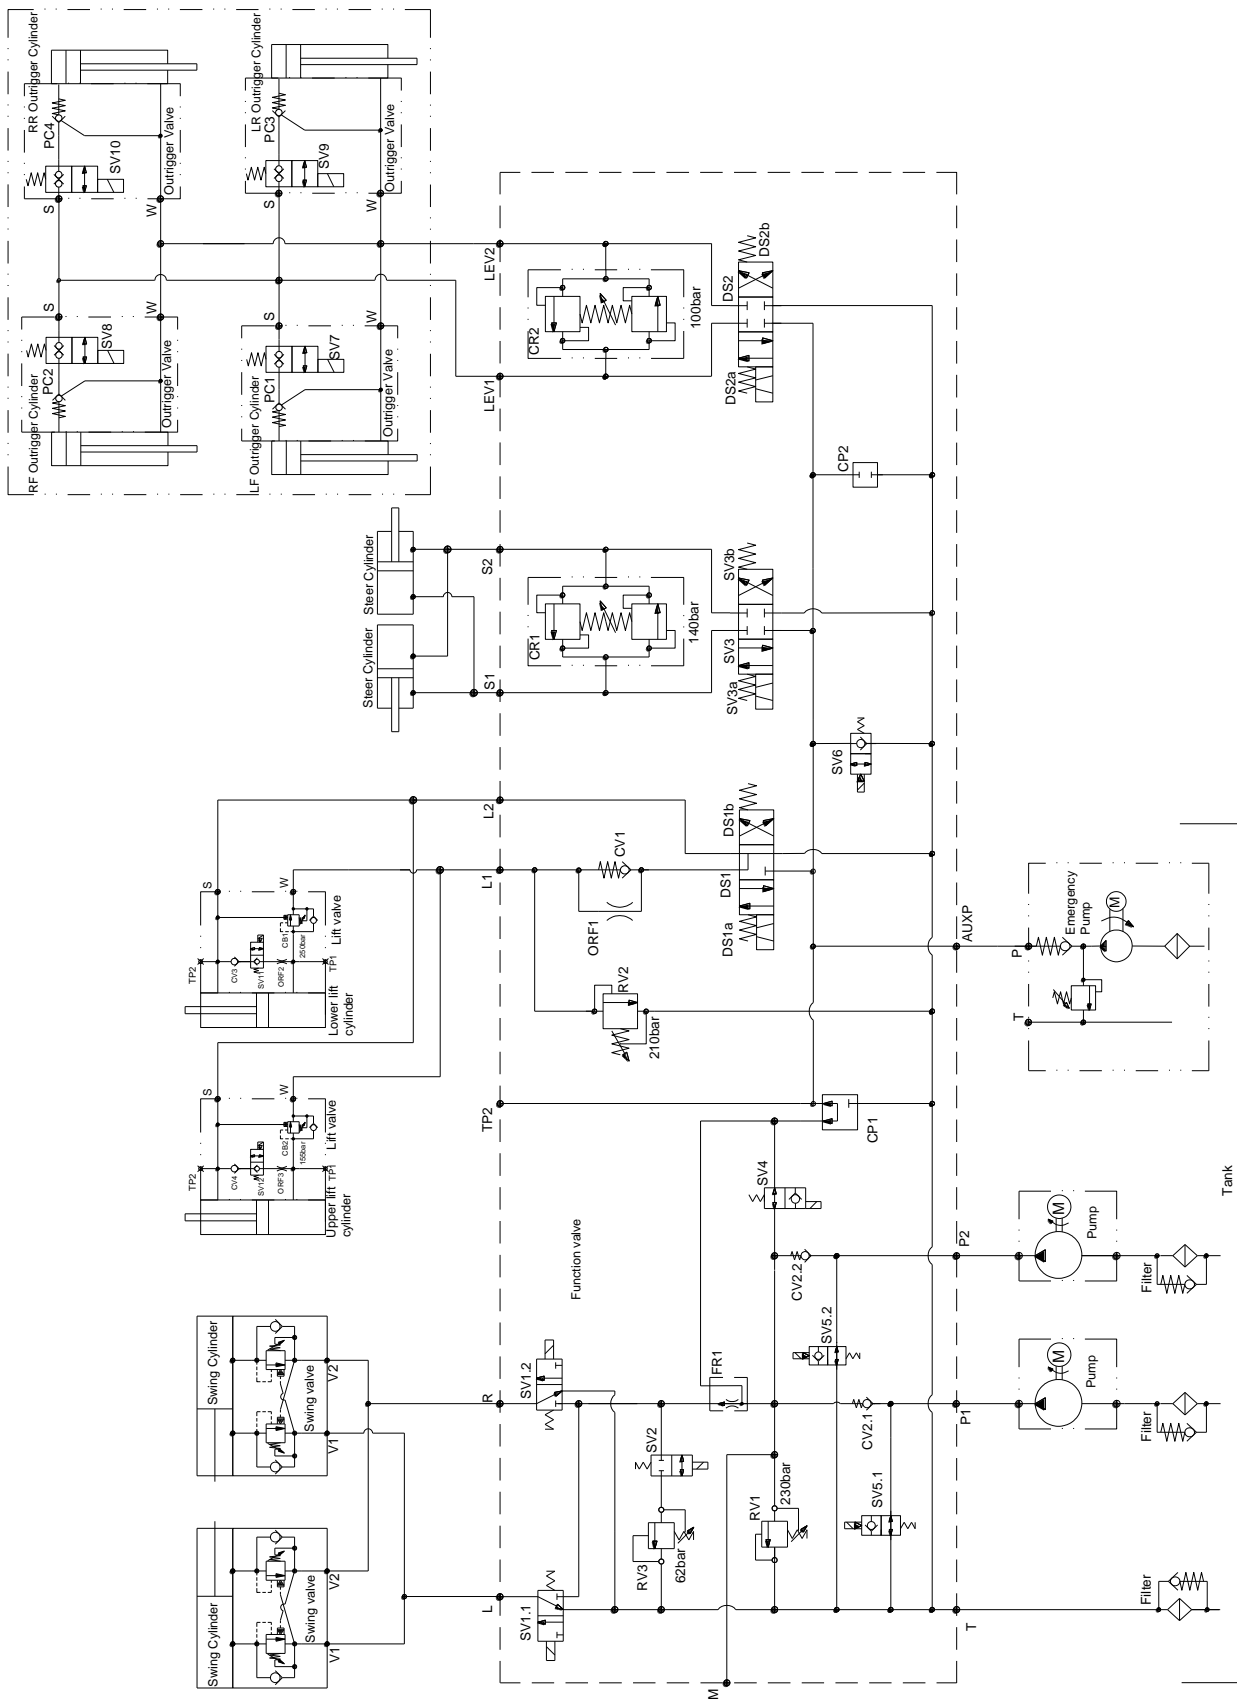 RR Outrigger Cylinder
PC4
SV10
Outrigger Valve
S
W
LR Outrigger Cylinder
PC3
SV9
Outrigger Valve
S
W
RF Outrigger Cylinder
PC2
SV8
Outrigger Valve
S
W
LF Outrigger Cylinder
PC1
SV7
Outrigger Valve
S
W
LEV2
LEV1
CR2
100bar
DS2
DS2b
DS2a
CP2
Steer Cylinder
Steer Cylinder
S2
S1
CR1
140bar
SV3
SV3b
SV3a
SV6
L2
L1
CV1
ORF1
DS1
DS1b
DS1a
RV2
210bar
TP2
CP1
S
W
TP2
CV3
SV11
ORF2
TP1
CB1
250bar
Lift valve
Lower lift
cylinder
S
W
TP2
CV4
SV12
ORF3
TP1
CB2
155bar
Lift valve
Upper lift
cylinder
AUXP
P
T
Emergency
Pump
M
Function valve
SV4
CV2.2
SV5.2
FR1
CV2.1
SV5.1
SV1.2
SV1.1
SV2
RV3
62bar
RV1
230bar
R
L
M
Swing Cylinder
Swing valve
V2
V1
Swing Cylinder
Swing valve
V2
V1
P2
P1
T
M
Pump
M
Pump
Filter
Filter
Filter
Tank